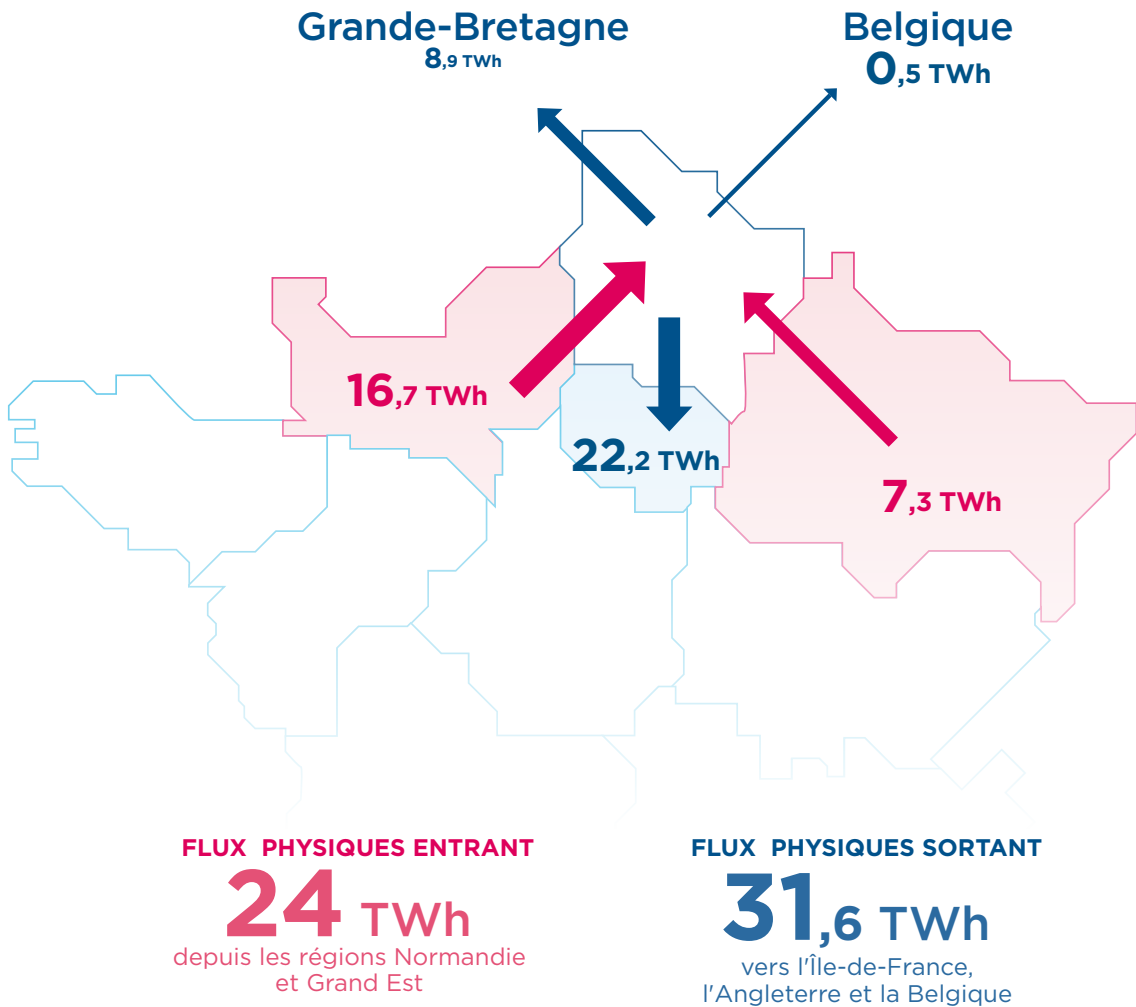 Grande-Bretagne
8,9 TWh
Belgique
0,5 TWh
16,7 TWh
22,2 TWh
7,3 TWh
FLUX PHYSIQUES ENTRANT
24 TWh
depuis les régions Normandie
et Grand Est
FLUX PHYSIQUES SORTANT
31,6 TWh
vers l'Île-de-France,
l'Angleterre et la Belgique